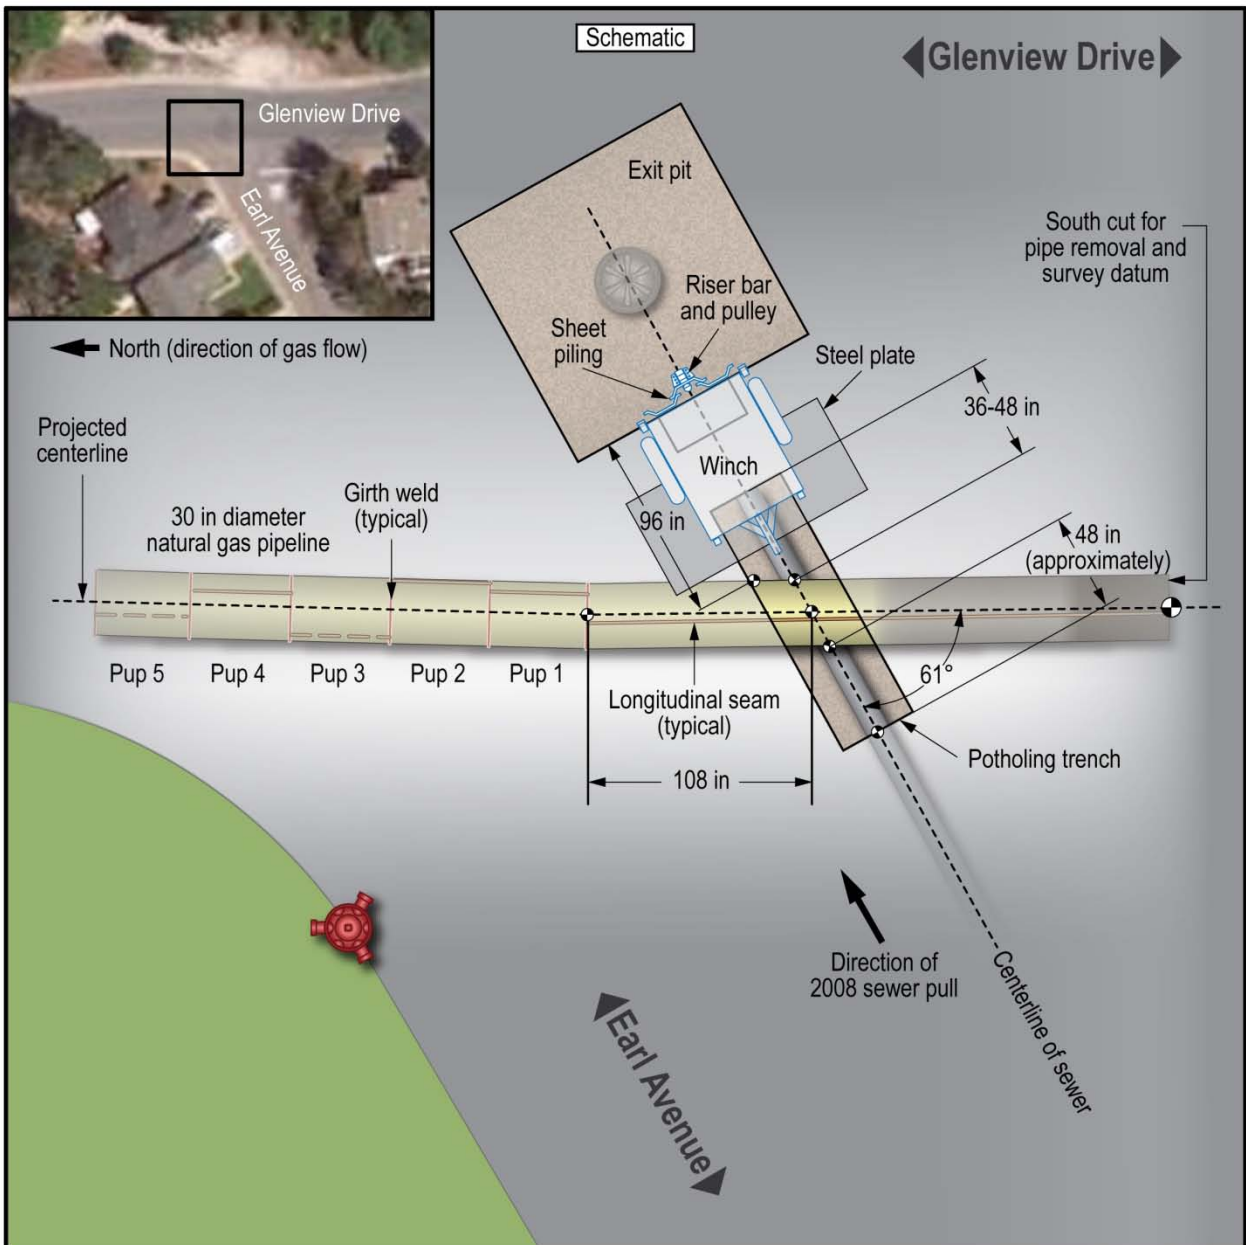 Schematic
Glenview Drive
Glenview Drive
Earl Avenue
Exit pit
South cut for
pipe removal and
survey datum
Riser bar
and pulley
Sheet
piling
Steel plate
North (direction of gas flow)
36-48 in
Projected
centerline
Winch
Girth weld
(typical)
30 in diameter
natural gas pipeline
96 in
48 in
(approximately)
Pup 5
Pup 4
Pup 3
Pup 2
Pup 1
61°
Longitudinal seam
(typical)
Potholing trench
108 in
Direction of
2008 sewer pull
Centerline of sewer
Earl Avenue